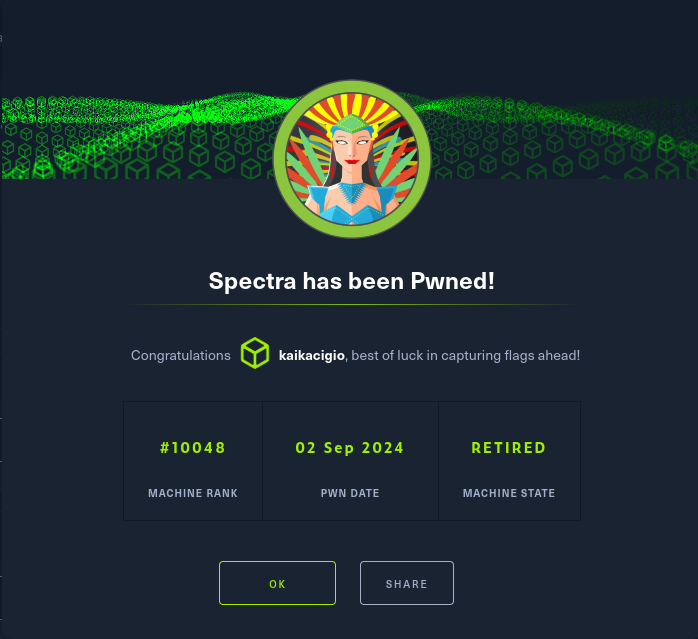 Spectra has been Pwned!
Congratulations kaikacigio, best of luck in capturing flags ahead!
#10048 02 Sep 2024 RETIRED
MACHINE RANK PWN DATE MACHINE STATE
OK SHARE